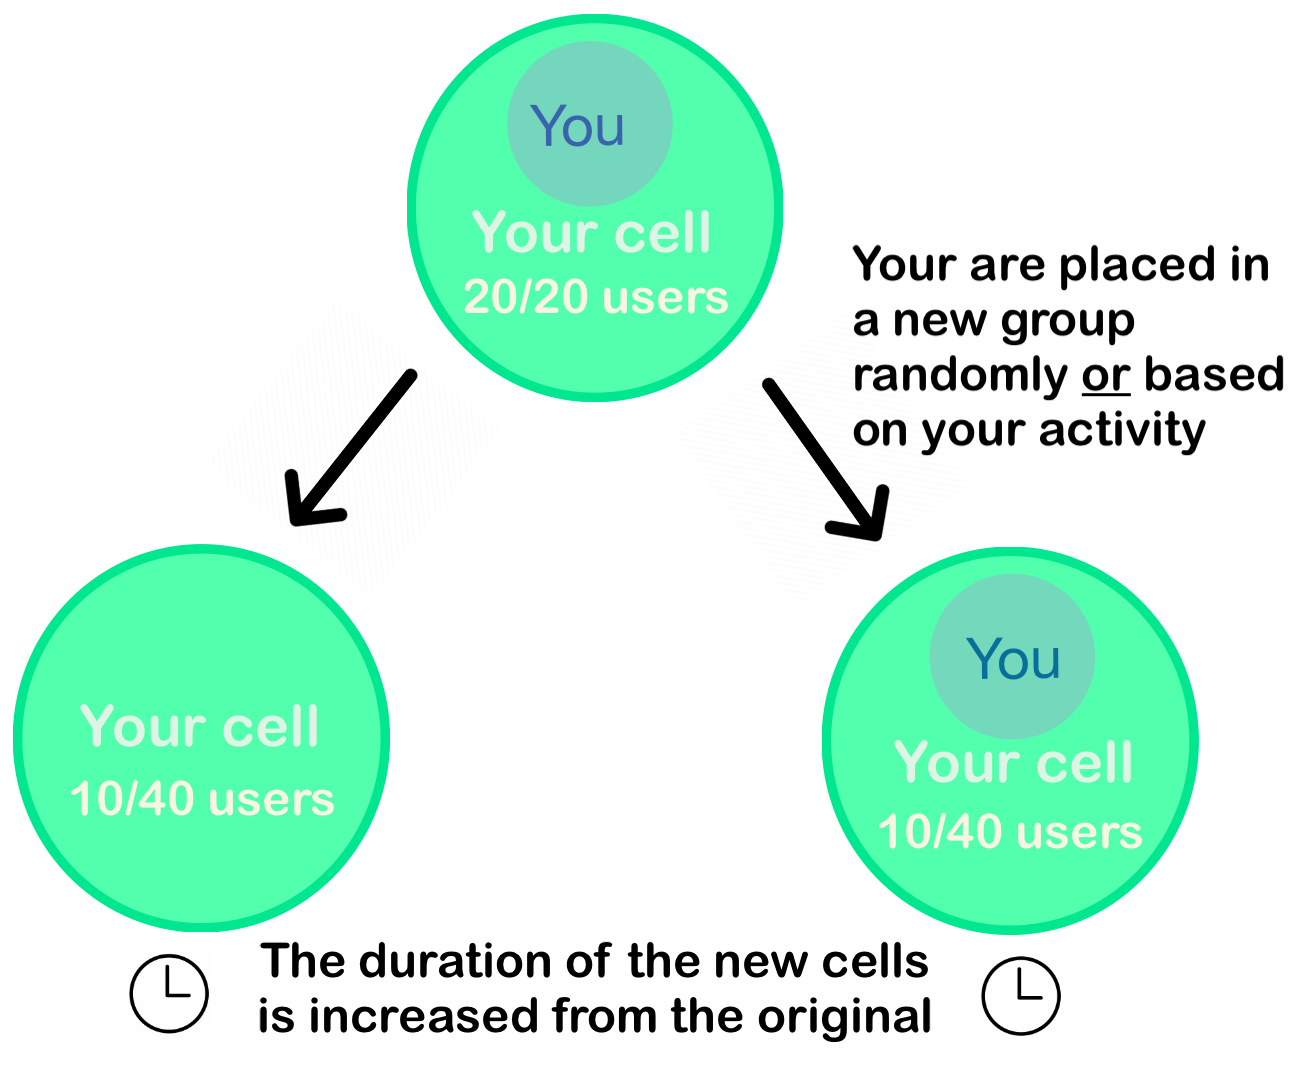 You
Your cell
20/20 users
Your are placed in
a new group
randomly or based
on your activity
Your cell
10/40 users
You
Your cell
10/40 users
The duration of the new cells
is increased from the original